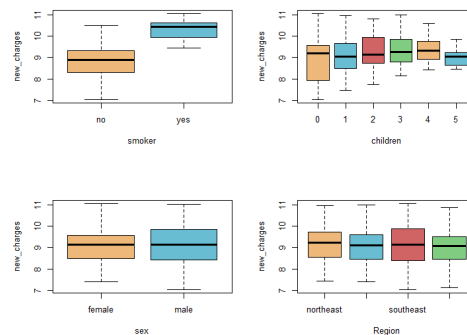 new_charges
11
10
9
8
7
no yes
smoker
new_charges
11
10
9
8
7
0 1 2 3 4 5
children
new_charges
11
10
9
8
7
female male
sex
new_charges
11
10
9
8
7
northeast southeast
Region